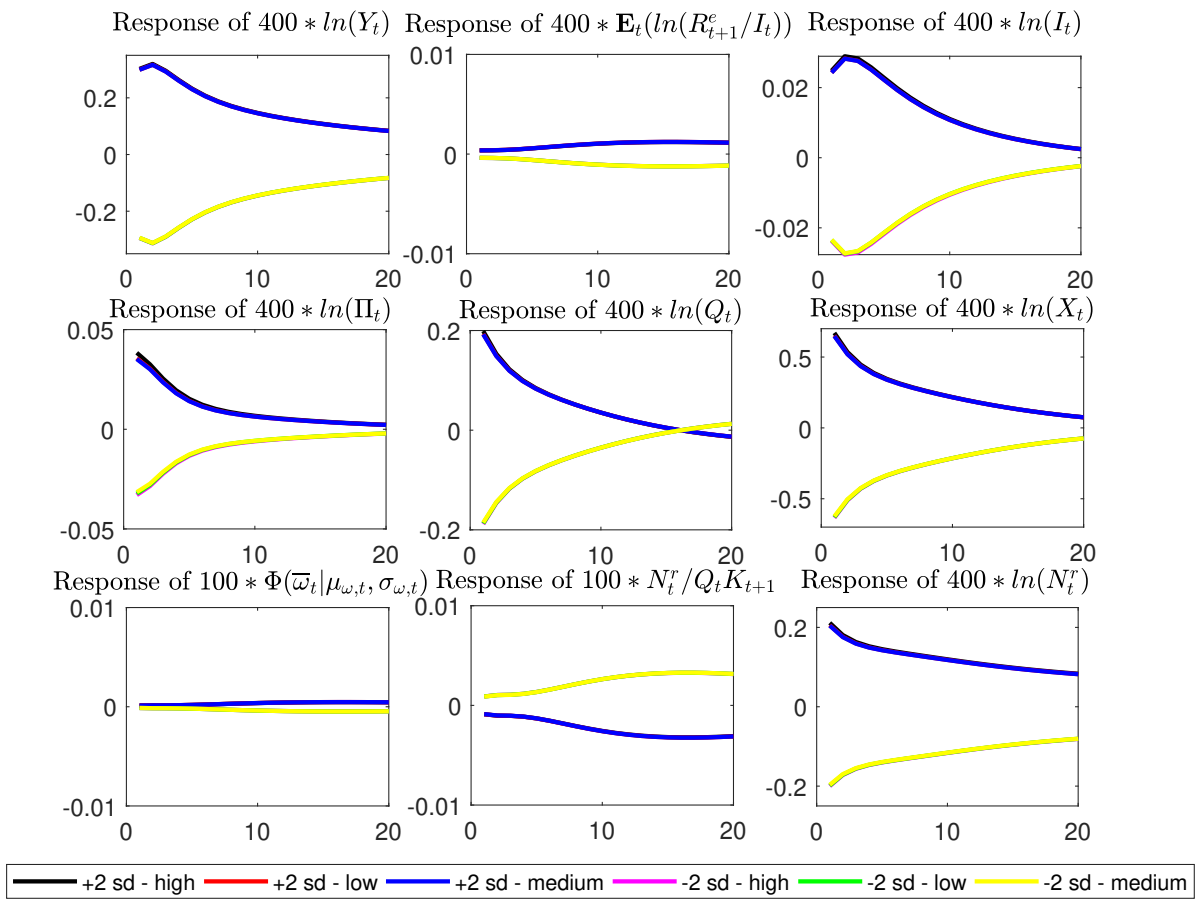 Response of 400 ∗ ln(Y_t)
Response of 400 ∗ E_t(ln(R^e_{t+1}/I_t))
Response of 400 ∗ ln(I_t)
0.2
0
-0.2
0 10 20
0.01
0
-0.01
0 10 20
0.02
0
-0.02
0 10 20
Response of 400 ∗ ln(Π_t)
Response of 400 ∗ ln(Q_t)
Response of 400 ∗ ln(X_t)
0.05
0
-0.05
0 10 20
0.2
0
-0.2
0 10 20
0.5
0
-0.5
0 10 20
Response of 100 ∗ Φ(ω̅_t|μ_{ω,t}, σ_{ω,t})
Response of 100 ∗ N^r_t/Q_tK_{t+1}
Response of 400 ∗ ln(N^r_t)
0.01
0
-0.01
0 10 20
0.01
0
-0.01
0 10 20
0.2
0
-0.2
0 10 20
+2 sd - high +2 sd - low +2 sd - medium -2 sd - high -2 sd - low -2 sd - medium